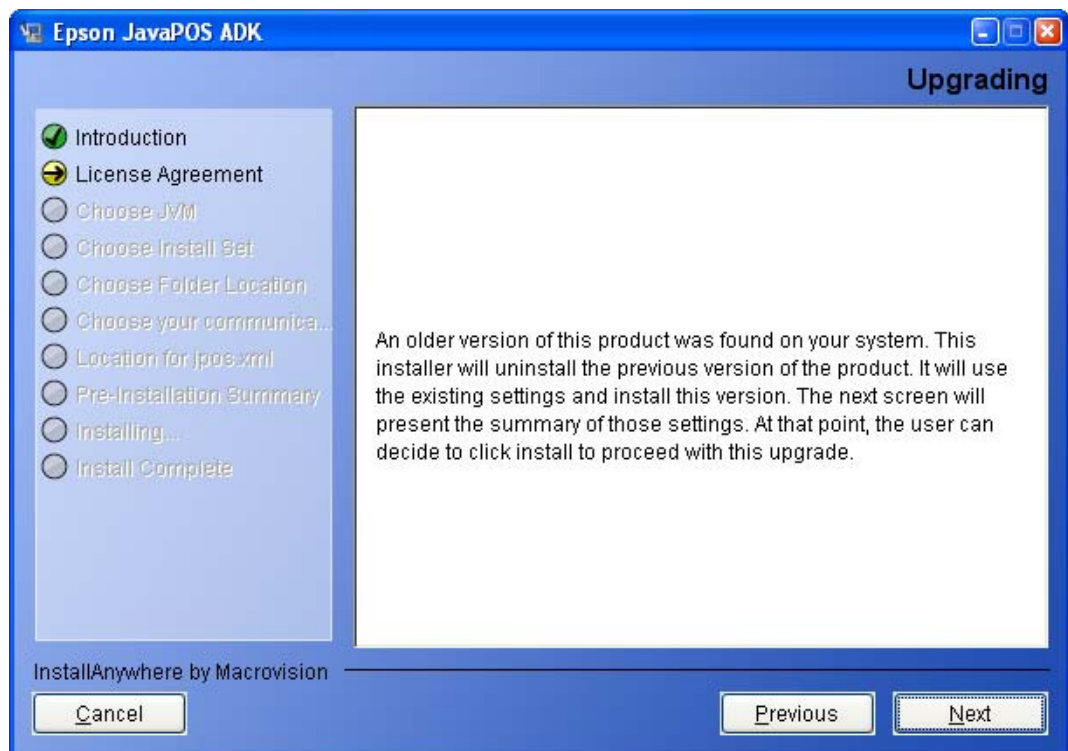 Epson JavaPOS ADK
Upgrading
Introduction
License Agreement
Choose JVM
Choose Install Set
Choose Folder Location
Choose your communica...
Location for jpos.xml
Pre-Installation Summary
Installing...
Install Complete
An older version of this product was found on your system. This
installer will uninstall the previous version of the product. It will use
the existing settings and install this version. The next screen will
present the summary of those settings. At that point, the user can
decide to click install to proceed with this upgrade.
InstallAnywhere by Macrovision
Cancel
Previous
Next